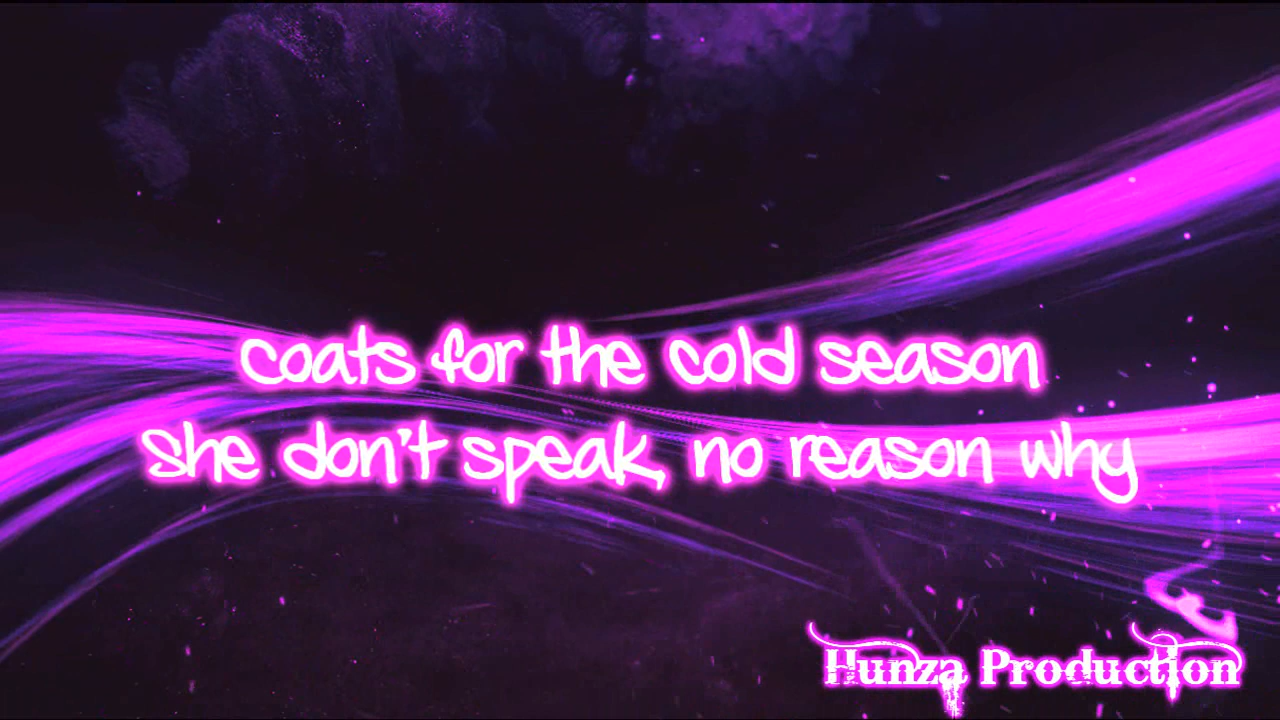 Coats for the cold season
She don't speak, no reason why
Hunza Production